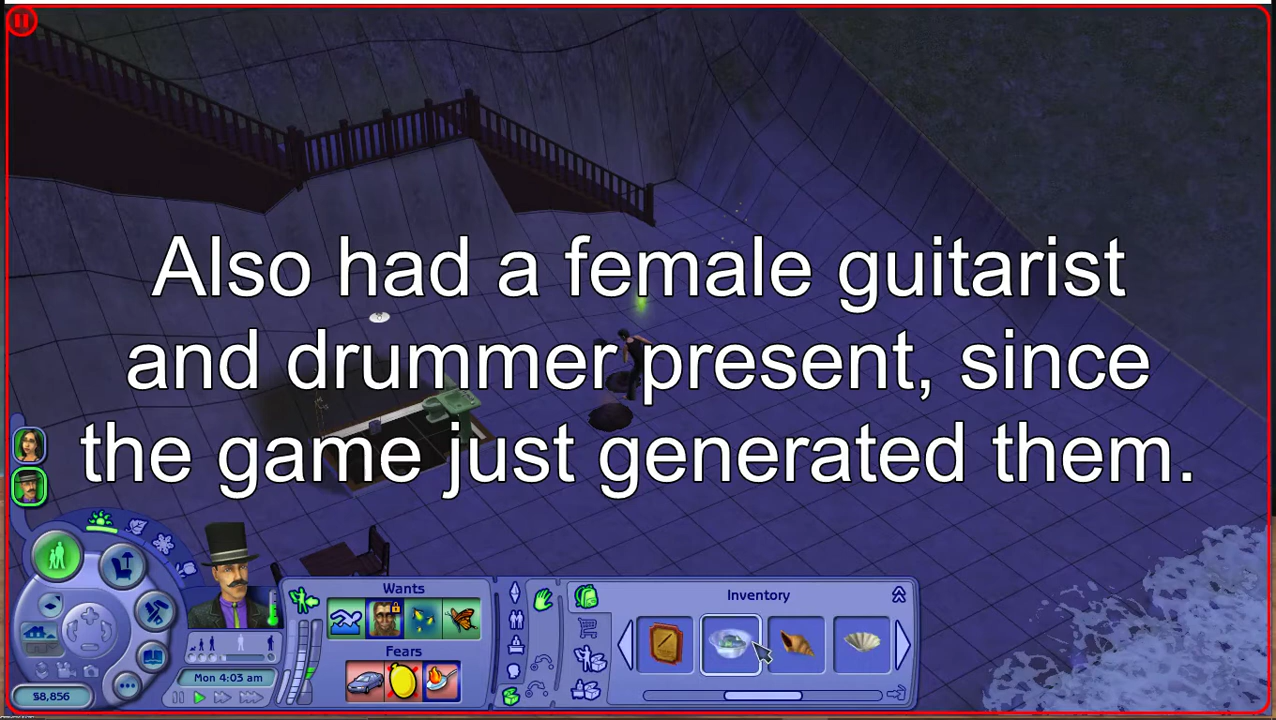 Also had a female guitarist
and drummer present, since
the game just generated them.
Wants
Inventory
Fears
Mon 4:03 am
$8,856